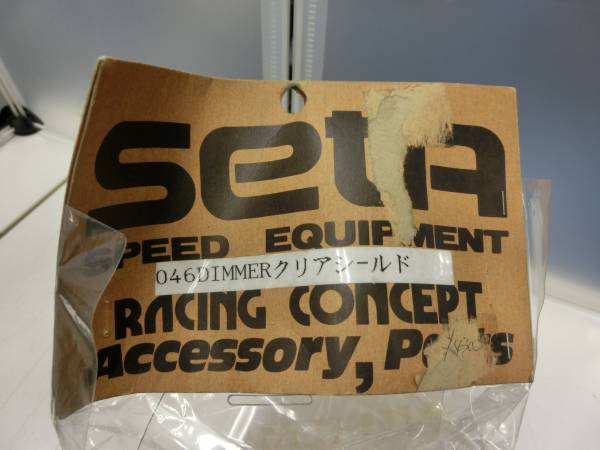 Seta
SPEED EQUIPMENT
046DIMMERクリアシールド
RACING CONCEPT
Accessory, Parts